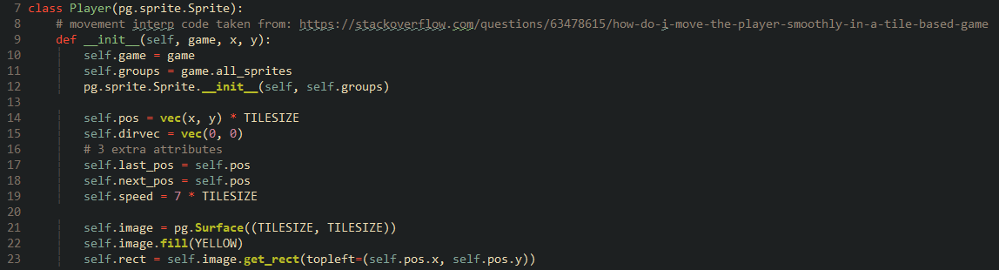 7 class Player(pg.sprite.Sprite):
8 # movement interp code taken from: https://stackoverflow.com/questions/63478615/how-do-i-move-the-player-smoothly-in-a-tile-based-game
9 def __init__(self, game, x, y):
10 self.game = game
11 self.groups = game.all_sprites
12 pg.sprite.Sprite.__init__(self, self.groups)
13
14 self.pos = vec(x, y) * TILESIZE
15 self.dirvec = vec(0, 0)
16 # 3 extra attributes
17 self.last_pos = self.pos
18 self.next_pos = self.pos
19 self.speed = 7 * TILESIZE
20
21 self.image = pg.Surface((TILESIZE, TILESIZE))
22 self.image.fill(YELLOW)
23 self.rect = self.image.get_rect(topleft=(self.pos.x, self.pos.y))